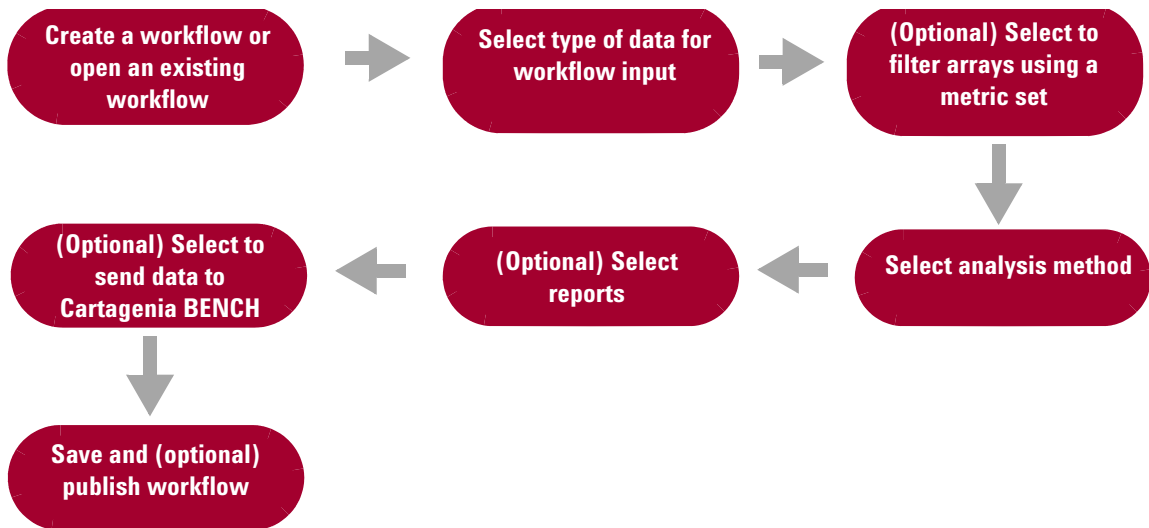 Create a workflow or
open an existing
workflow
Select type of data for
workflow input
(Optional) Select to
filter arrays using a
metric set
Select analysis method
(Optional) Select
reports
(Optional) Select to
send data to
Cartagenia BENCH
Save and (optional)
publish workflow